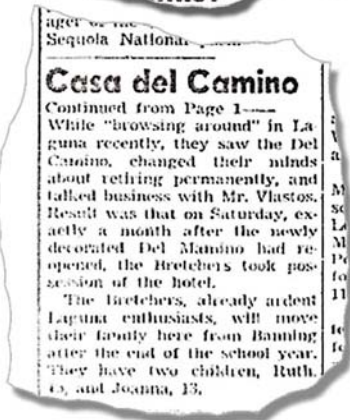 Sequoia National
Casa del Camino
Continued from Page 1----
While "browsing around" in La-
guna recently, they saw the Del
Camino, changed their minds
about retiring permanently, and
talked business with Mr. Vlastos.
Result was that on Saturday, ex-
actly a month after the newly
decorated Del Mamino had re-
opened, the Bretchers took pos-
session of the hotel.
The Bretchers, already ardent
Laguna enthusiasts, will move
their family here from Banning
after the end of the school year.
They have two children, Ruth,
and Joanna, 13.